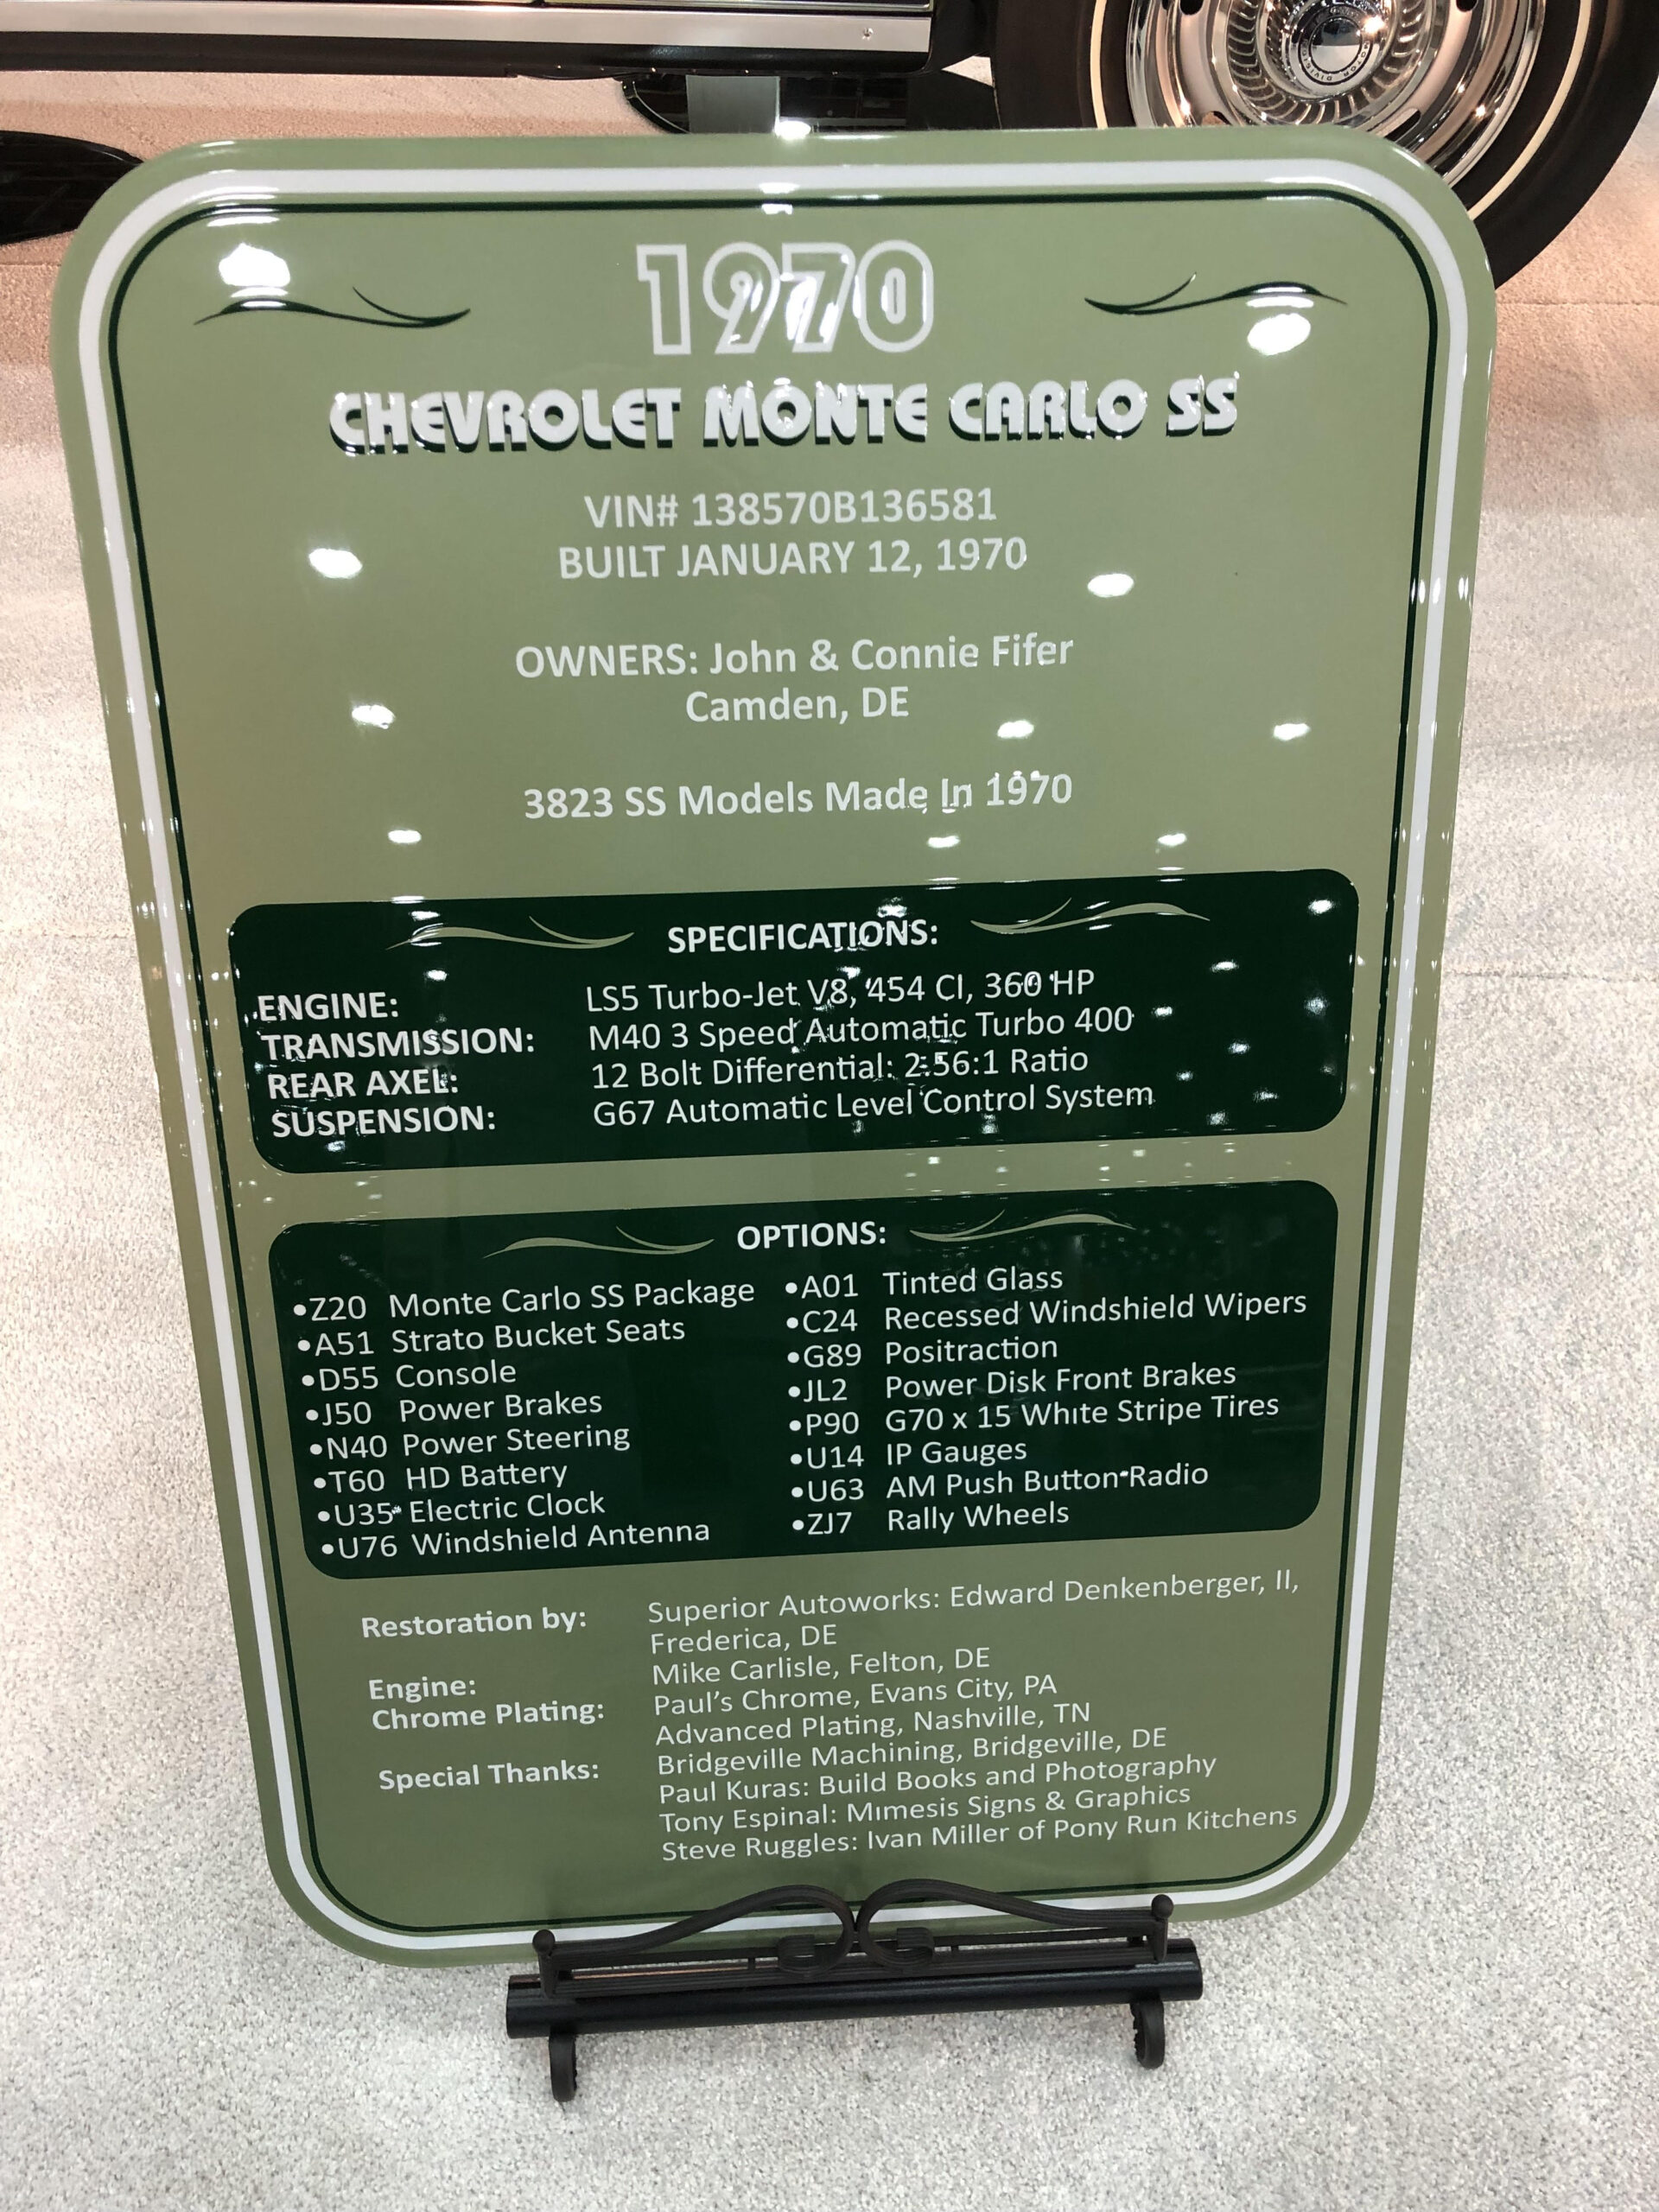 MOTOR DIVISION
1970
CHEVROLET MONTE CARLO SS
VIN# 138570B136581
BUILT JANUARY 12, 1970
OWNERS: John & Connie Fifer
Camden, DE
3823 SS Models Made In 1970
SPECIFICATIONS:
ENGINE: LS5 Turbo-Jet V8, 454 CI, 360 HP
TRANSMISSION: M40 3 Speed Automatic Turbo 400
REAR AXEL: 12 Bolt Differential: 2:56:1 Ratio
SUSPENSION: G67 Automatic Level Control System
OPTIONS:
•Z20 Monte Carlo SS Package
•A51 Strato Bucket Seats
•D55 Console
•J50 Power Brakes
•N40 Power Steering
•T60 HD Battery
•U35 Electric Clock
•U76 Windshield Antenna
•A01 Tinted Glass
•C24 Recessed Windshield Wipers
•G89 Positraction
•JL2 Power Disk Front Brakes
•P90 G70 x 15 White Stripe Tires
•U14 IP Gauges
•U63 AM Push Button Radio
•ZJ7 Rally Wheels
Restoration by: Superior Autoworks: Edward Denkenberger, II,
Frederica, DE
Engine: Mike Carlisle, Felton, DE
Chrome Plating: Paul's Chrome, Evans City, PA
Advanced Plating, Nashville, TN
Special Thanks: Bridgeville Machining, Bridgeville, DE
Paul Kuras: Build Books and Photography
Tony Espinal: Mimesis Signs & Graphics
Steve Ruggles: Ivan Miller of Pony Run Kitchens